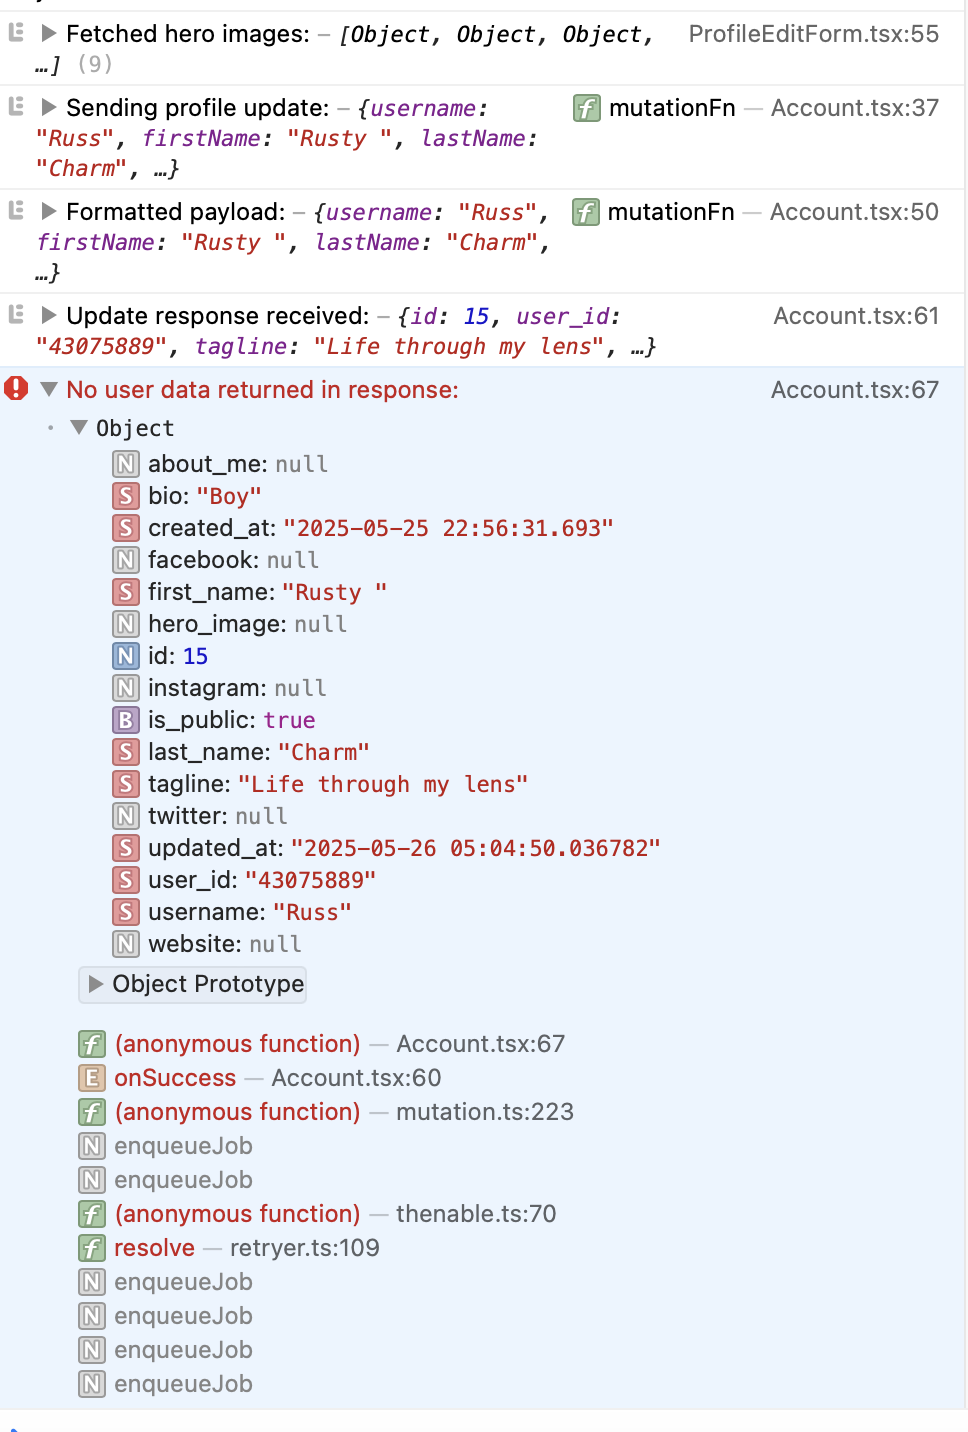 Fetched hero images: – [Object, Object, Object, ProfileEditForm.tsx:55
…] (9)
Sending profile update: – {username: f mutationFn — Account.tsx:37
"Russ", firstName: "Rusty ", lastName:
"Charm", …}
Formatted payload: – {username: "Russ", f mutationFn — Account.tsx:50
firstName: "Rusty ", lastName: "Charm",
…}
Update response received: – {id: 15, user_id: Account.tsx:61
"43075889", tagline: "Life through my lens", …}
No user data returned in response: Account.tsx:67
Object
N about_me: null
S bio: "Boy"
S created_at: "2025-05-25 22:56:31.693"
N facebook: null
S first_name: "Rusty "
N hero_image: null
N id: 15
N instagram: null
B is_public: true
S last_name: "Charm"
S tagline: "Life through my lens"
N twitter: null
S updated_at: "2025-05-26 05:04:50.036782"
S user_id: "43075889"
S username: "Russ"
N website: null
Object Prototype
f (anonymous function) — Account.tsx:67
E onSuccess — Account.tsx:60
f (anonymous function) — mutation.ts:223
N enqueueJob
N enqueueJob
f (anonymous function) — thenable.ts:70
f resolve — retryer.ts:109
N enqueueJob
N enqueueJob
N enqueueJob
N enqueueJob